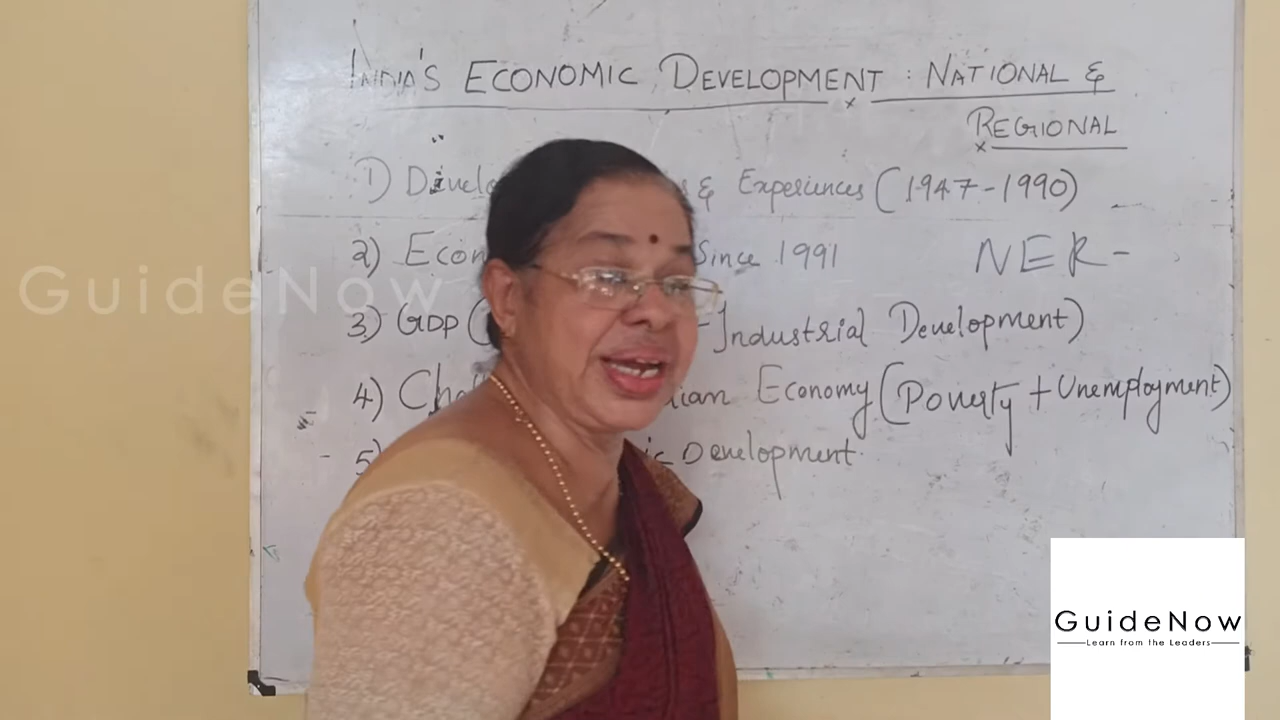 INDIA'S ECONOMIC DEVELOPMENT : NATIONAL &
REGIONAL
1) & Experiences (1947-1990)
2) Since 1991
NER-
3) GDP ( Industrial Development)
4) Economy (Poverty + Unemployment)
5) Development
GuideNow
GuideNow
Learn from the Leaders